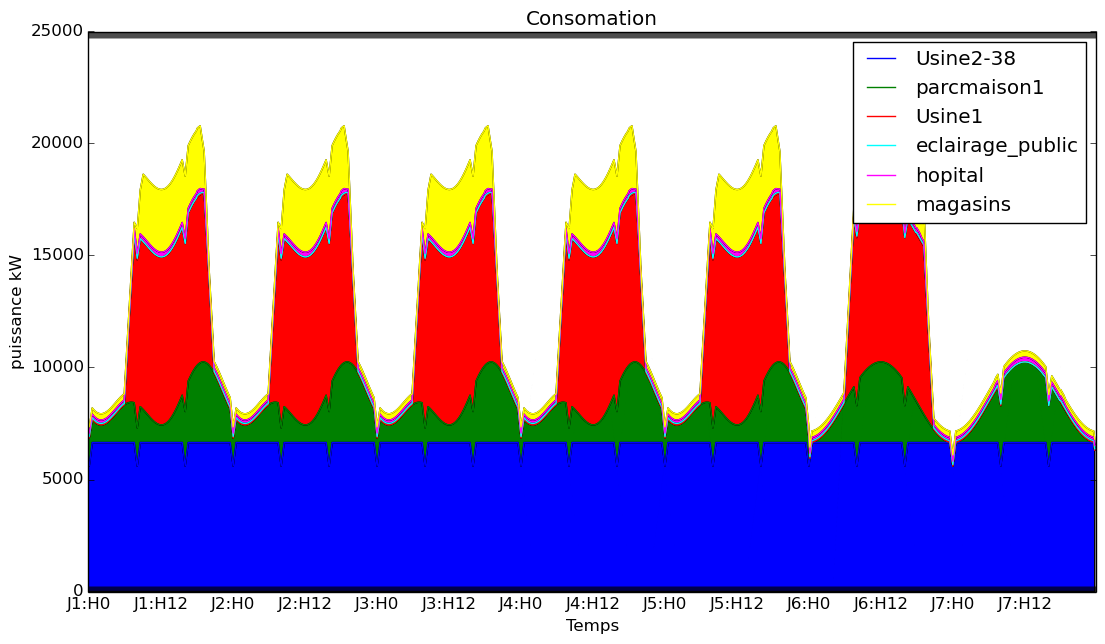 Consomation
25000
20000
15000
10000
5000
0
puissance kW
Usine2-38
parcmaison1
Usine1
eclairage_public
hopital
magasins
J1:H0 J1:H12 J2:H0 J2:H12 J3:H0 J3:H12 J4:H0 J4:H12 J5:H0 J5:H12 J6:H0 J6:H12 J7:H0 J7:H12
Temps